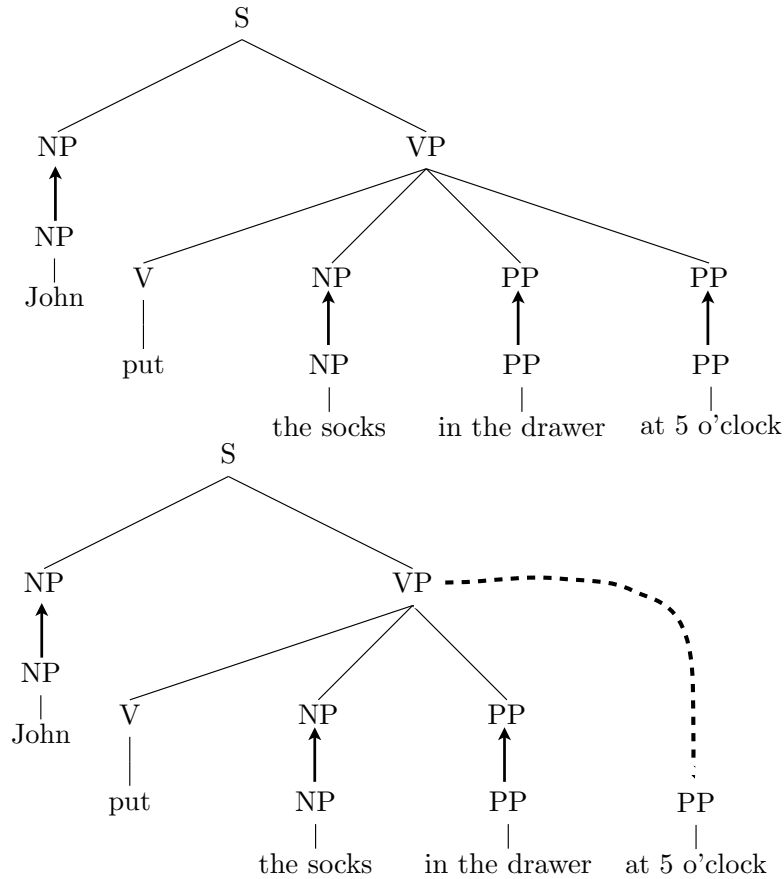 S
NP VP
NP
John
V NP PP PP
put NP PP PP
the socks in the drawer at 5 o'clock
S
NP VP
NP
John
V NP PP
put NP PP PP
the socks in the drawer at 5 o'clock